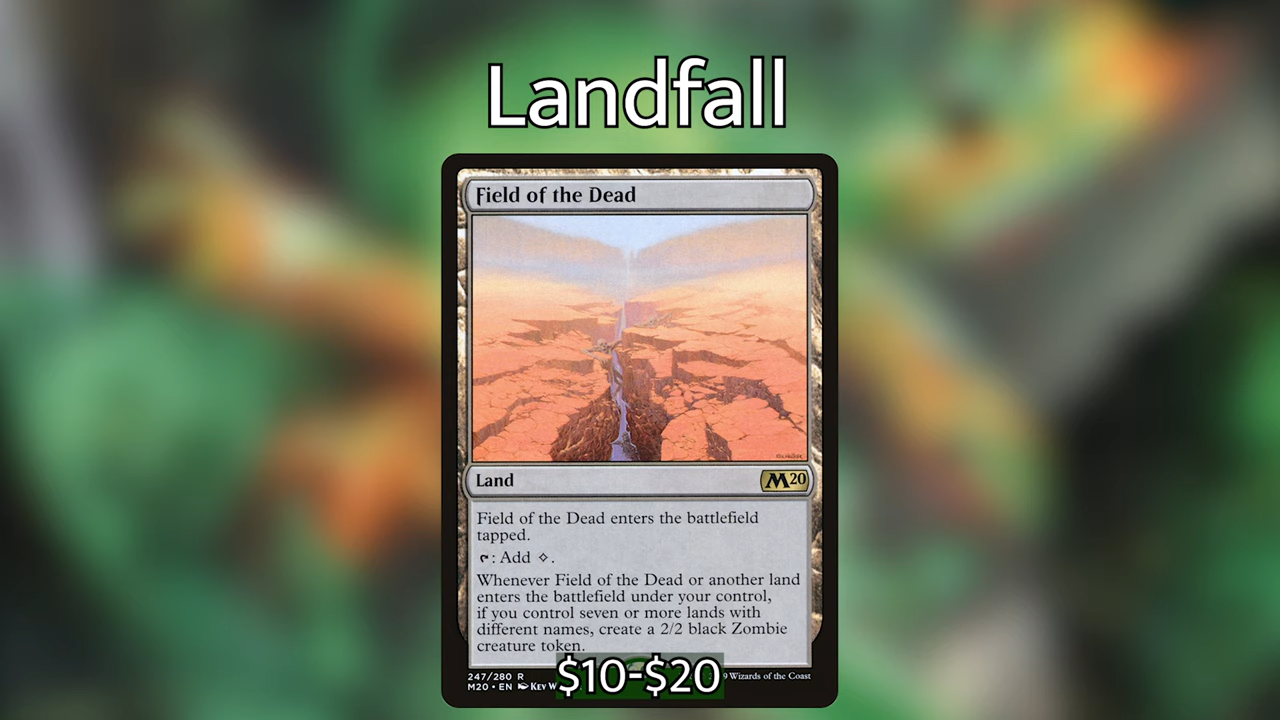 Landfall
Field of the Dead
Land
M20
Field of the Dead enters the battlefield
tapped.
: Add
Whenever Field of the Dead or another land
enters the battlefield under your control,
if you control seven or more lands with
different names, create a 2/2 black Zombie
creature token.
$10-$20
247/280 R
M20 • EN Kev W
Wizards of the Coast